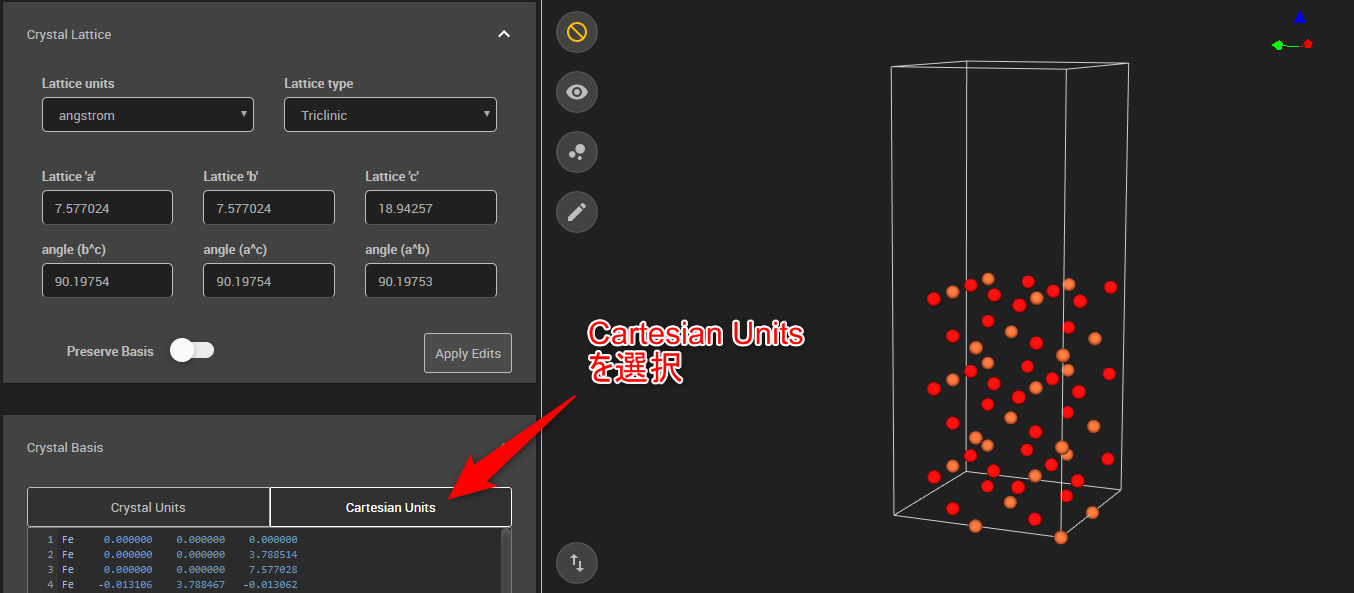 Crystal Lattice
Lattice units Lattice type
angstrom Triclinic
Lattice 'a' Lattice 'b' Lattice 'c'
7.577024 7.577024 18.94257
angle (b^c) angle (a^c) angle (a^b)
90.19754 90.19754 90.19753
Preserve Basis Apply Edits
Cartesian Units
を選択
Crystal Basis
Crystal Units Cartesian Units
1 Fe 0.000000 0.000000 0.000000
2 Fe 0.000000 0.000000 3.788514
3 Fe 0.000000 0.000000 7.577028
4 Fe -0.013106 3.788467 -0.013062